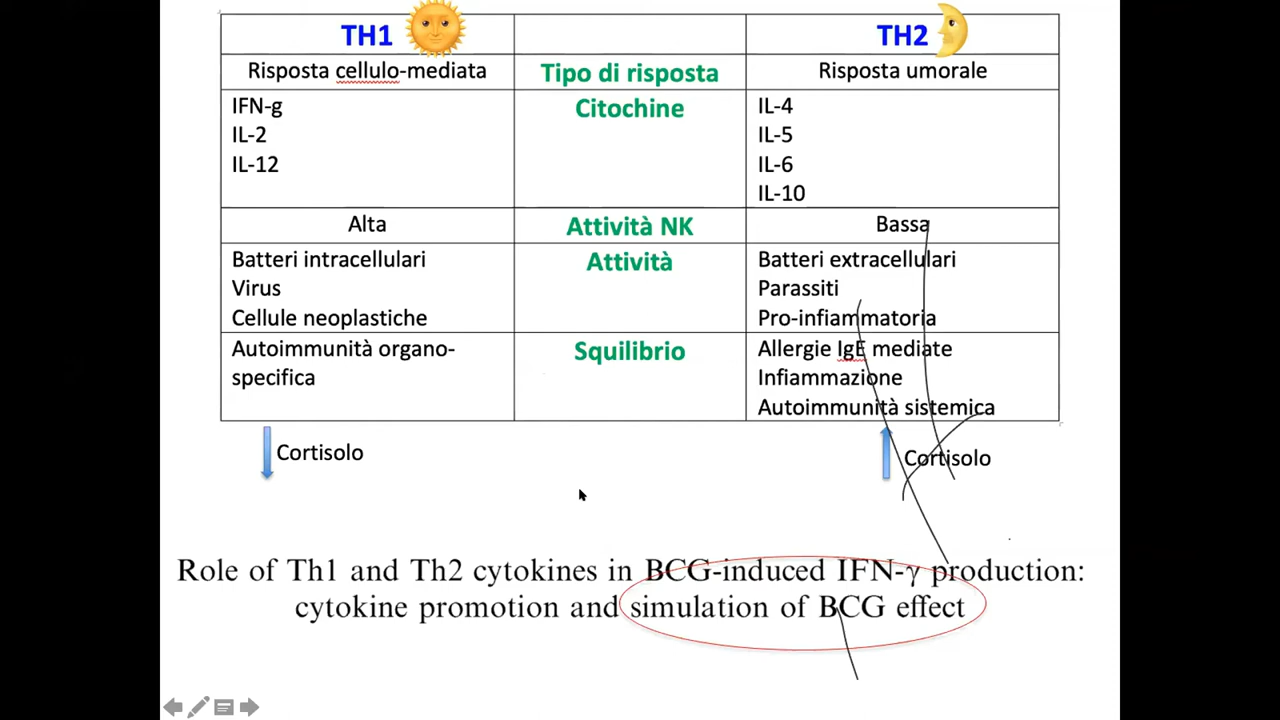 TH1
TH2
Risposta cellulo-mediata
Tipo di risposta
Risposta umorale
IFN-g
IL-2
IL-12
Citochine
IL-4
IL-5
IL-6
IL-10
Alta
Attività NK
Bassa
Batteri intracellulari
Virus
Cellule neoplastiche
Attività
Batteri extracellulari
Parassiti
Pro-infiammatoria
Autoimmunità organo-
specifica
Squilibrio
Allergie IgE mediate
Infiammazione
Autoimmunità sistemica
Cortisolo
Cortisolo
Role of Th1 and Th2 cytokines in BCG-induced IFN-γ production:
cytokine promotion and simulation of BCG effect